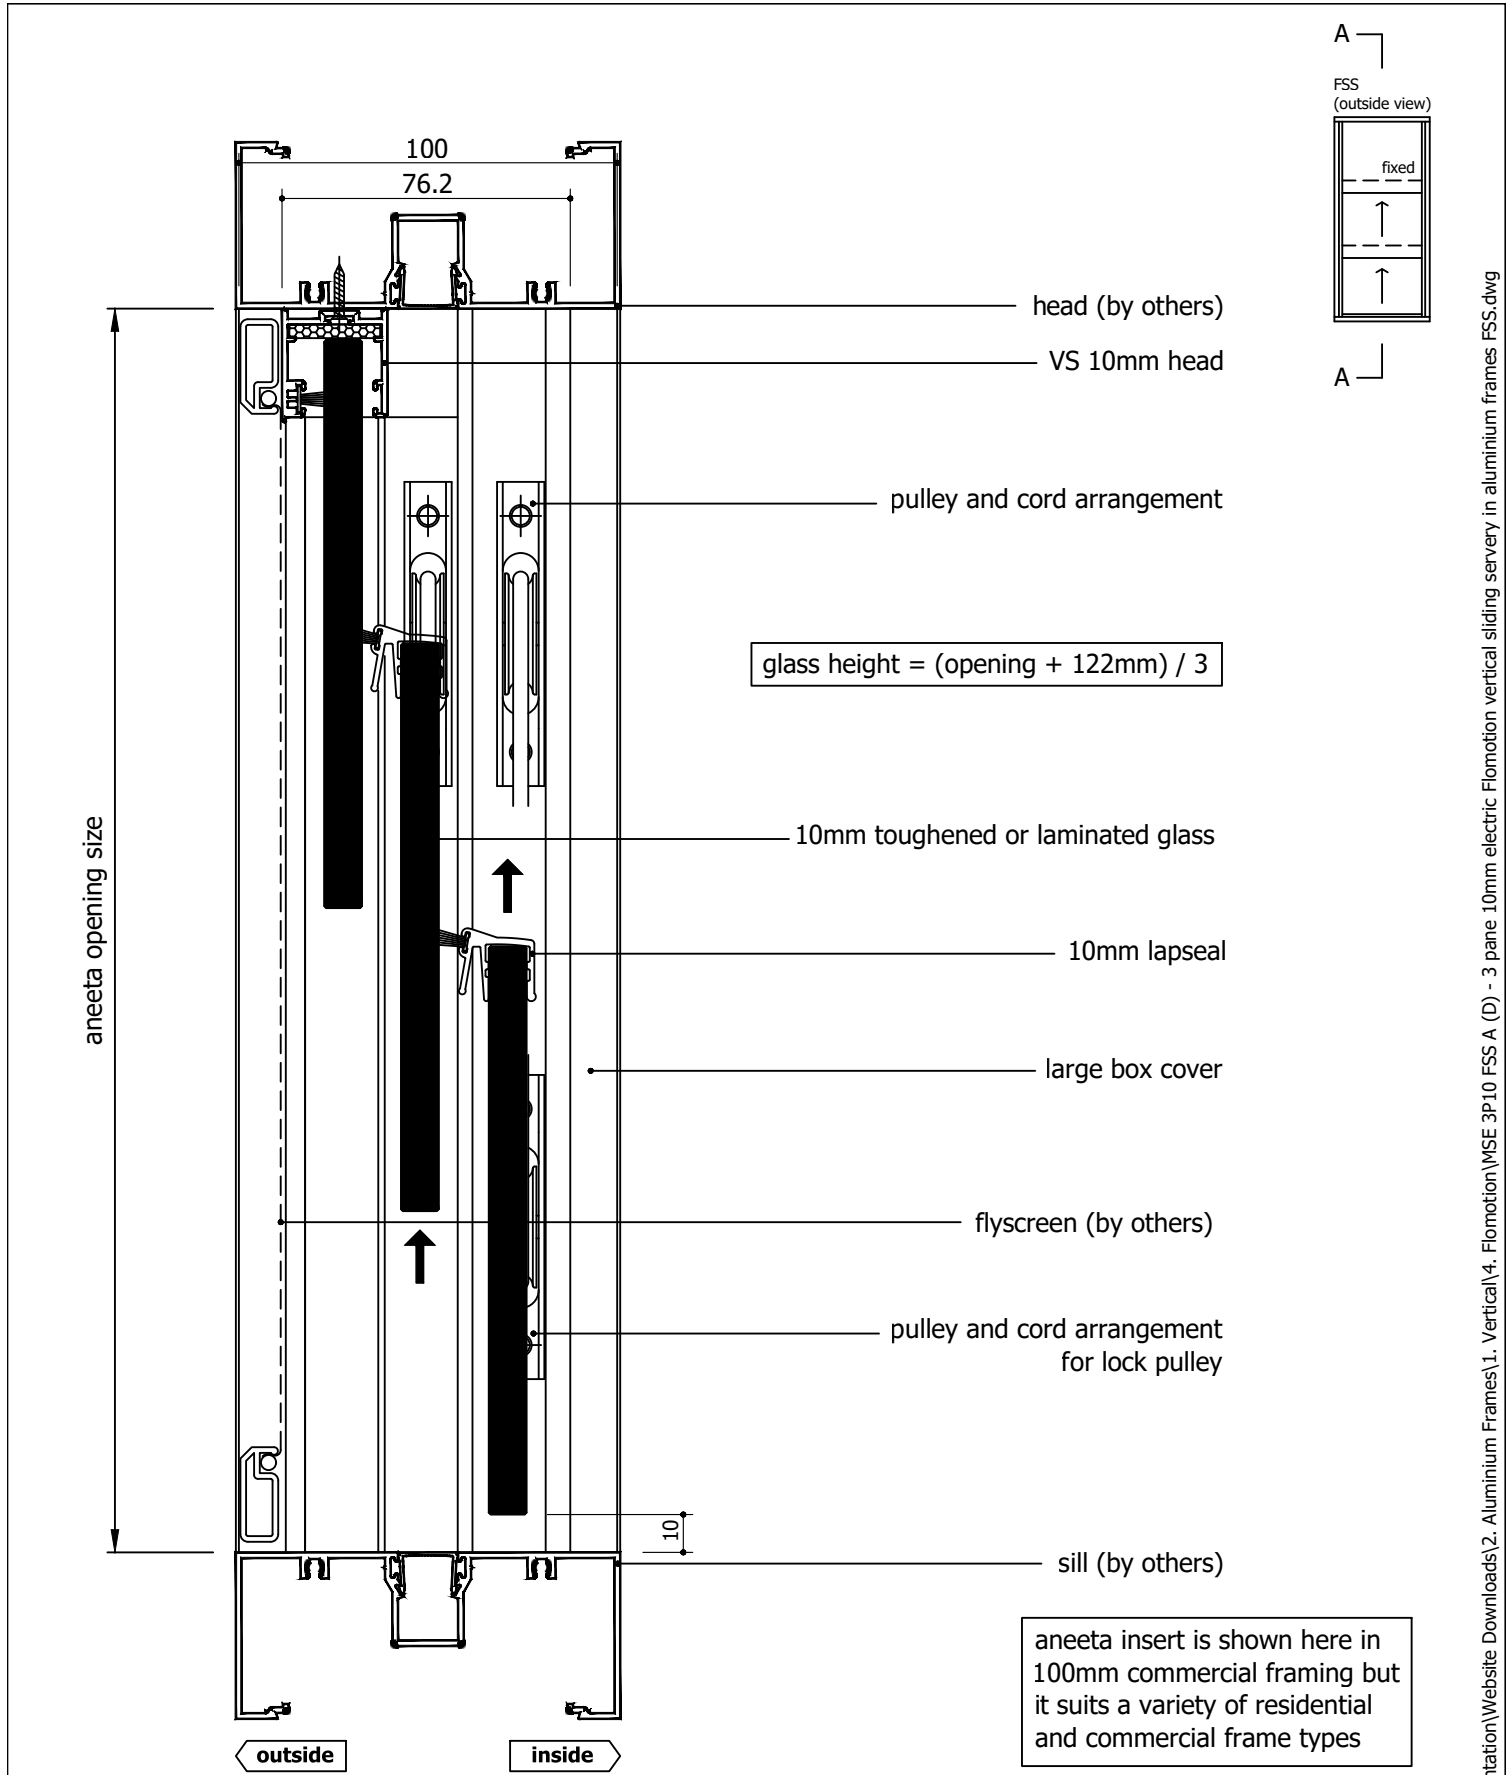 A
FSS
(outside view)
fixed
A
100
76.2
head (by others)
VS 10mm head
pulley and cord arrangement
glass height = (opening + 122mm) / 3
10mm toughened or laminated glass
aneeta opening size
10mm lapseal
large box cover
flyscreen (by others)
pulley and cord arrangement
for lock pulley
10
sill (by others)
aneeta insert is shown here in
100mm commercial framing but
it suits a variety of residential
and commercial frame types
outside
inside
ntation\Website Downloads\2. Aluminium Frames\1. Vertical\4. Flomotion\MSE 3P10 FSS A (D) - 3 pane 10mm electric Flomotion vertical sliding servery in aluminium frames FSS.dwg